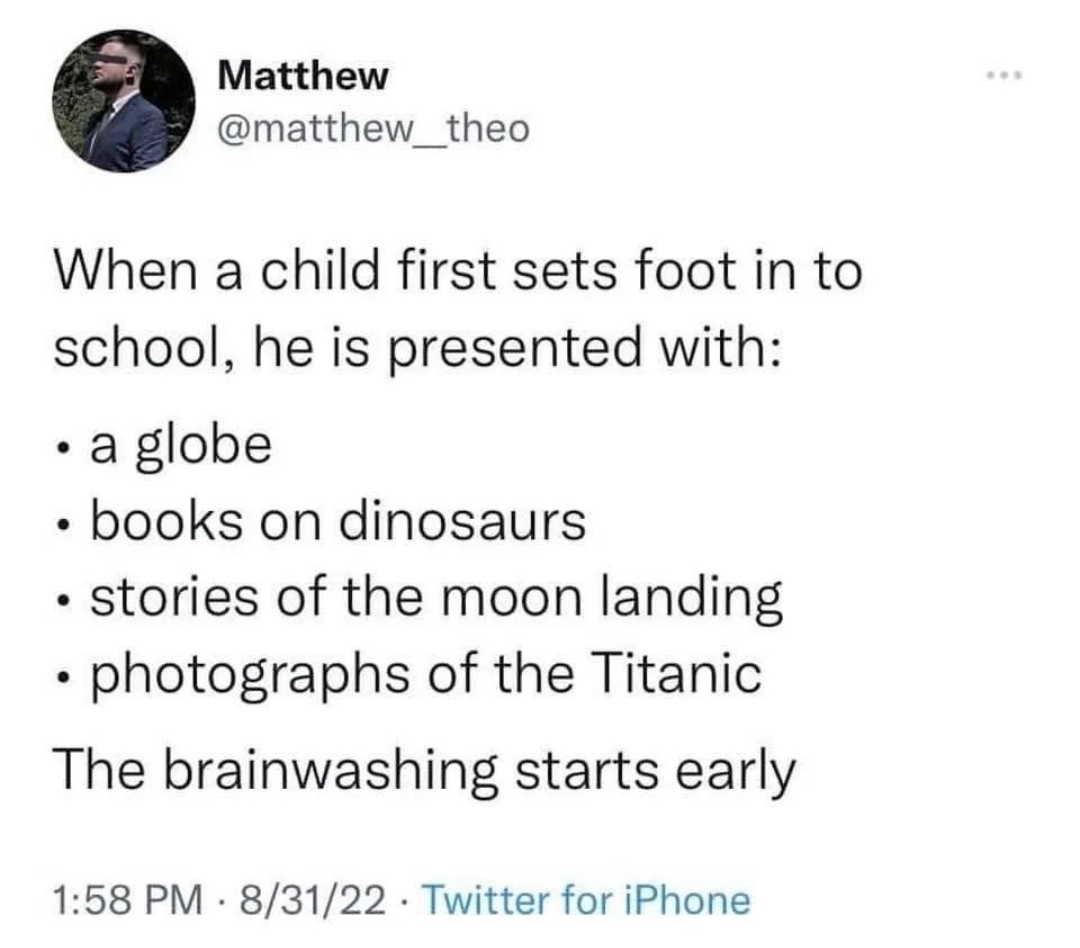 Matthew
@matthew__theo
When a child first sets foot in to
school, he is presented with:
• a globe
• books on dinosaurs
• stories of the moon landing
• photographs of the Titanic
The brainwashing starts early
1:58 PM · 8/31/22 · Twitter for iPhone